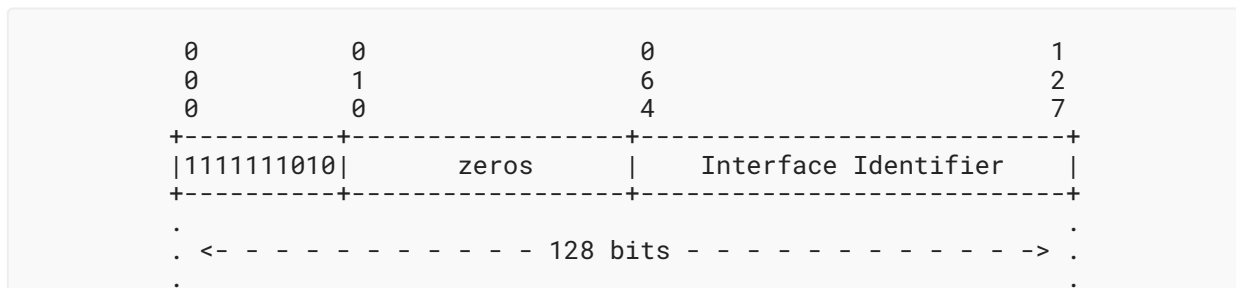 0          0                   0                           1
 0          1                   6                           2
 0          0                   4                           7
+----------+------------------+-----------------------------+
|1111111010|       zeros      |    Interface Identifier     |
+----------+------------------+-----------------------------+
.                                                           .
. <- - - - - - - - - - - - 128 bits - - - - - - - - - - - -> .
.                                                           .